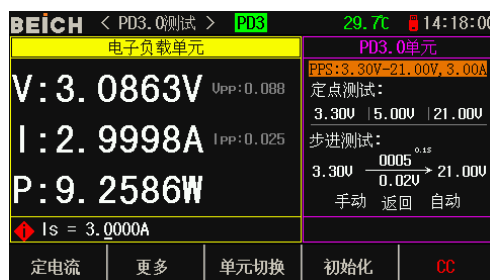 BEICH < PD3.0测试 > PD3 29.7℃ 14:18:00
电子负载单元
V:3.0863V Vpp:0.088
I:2.9998A Ipp:0.025
P:9.2586W
Is = 3.0000A
PD3.0单元
PPS:3.30V-21.00V,3.00A
定点测试:
3.30V |5.00V |21.00V
步进测试:
0.1S
0005
3.30V → 21.00V
0.02V
手动 返回 自动
定电流 更多 单元切换 初始化 CC